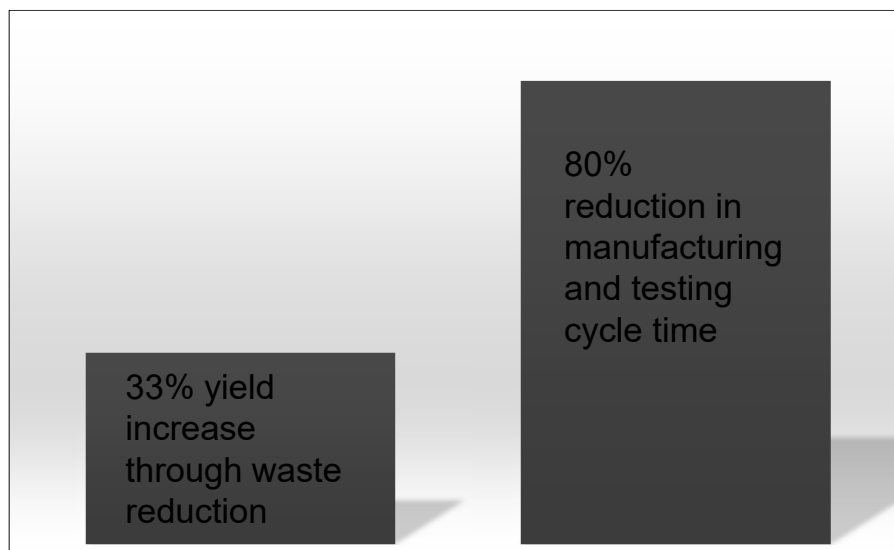 33% yield
increase
through waste
reduction
80%
reduction in
manufacturing
and testing
cycle time